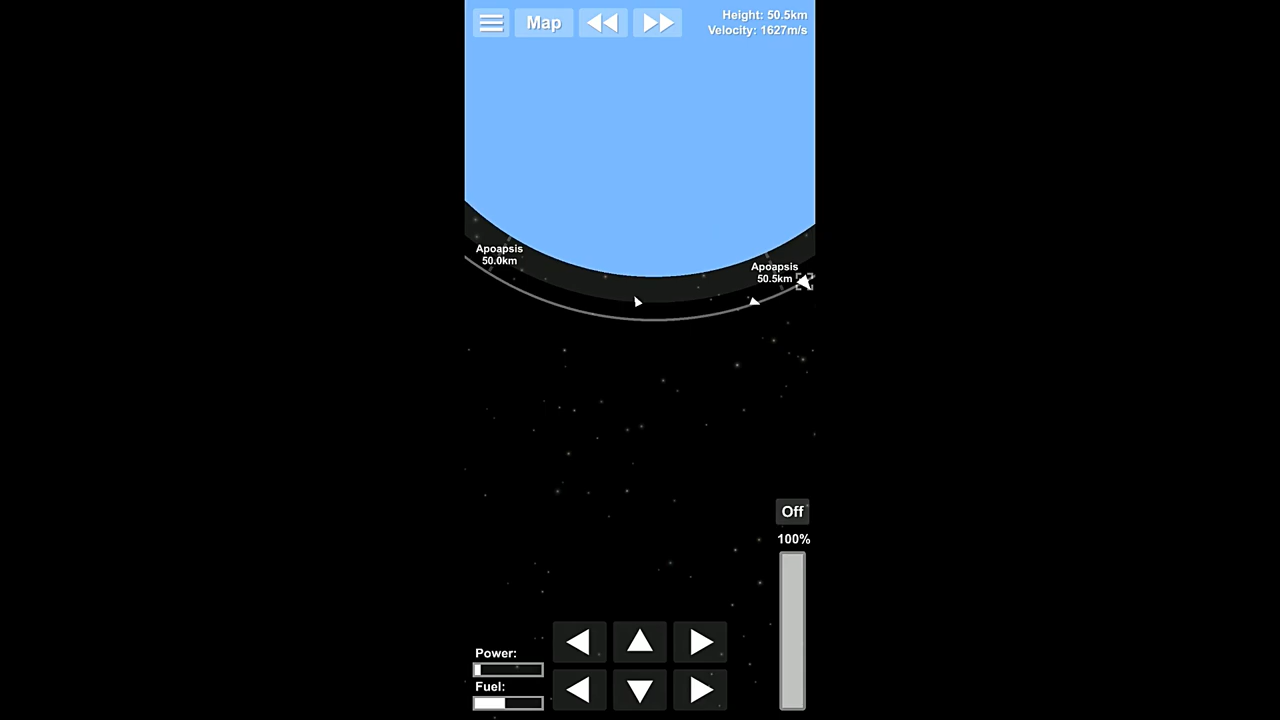 Map
Height: 50.5km
Velocity: 1627m/s
Apoapsis
50.0km
Apoapsis
50.5km
Off
100%
Power:
Fuel: